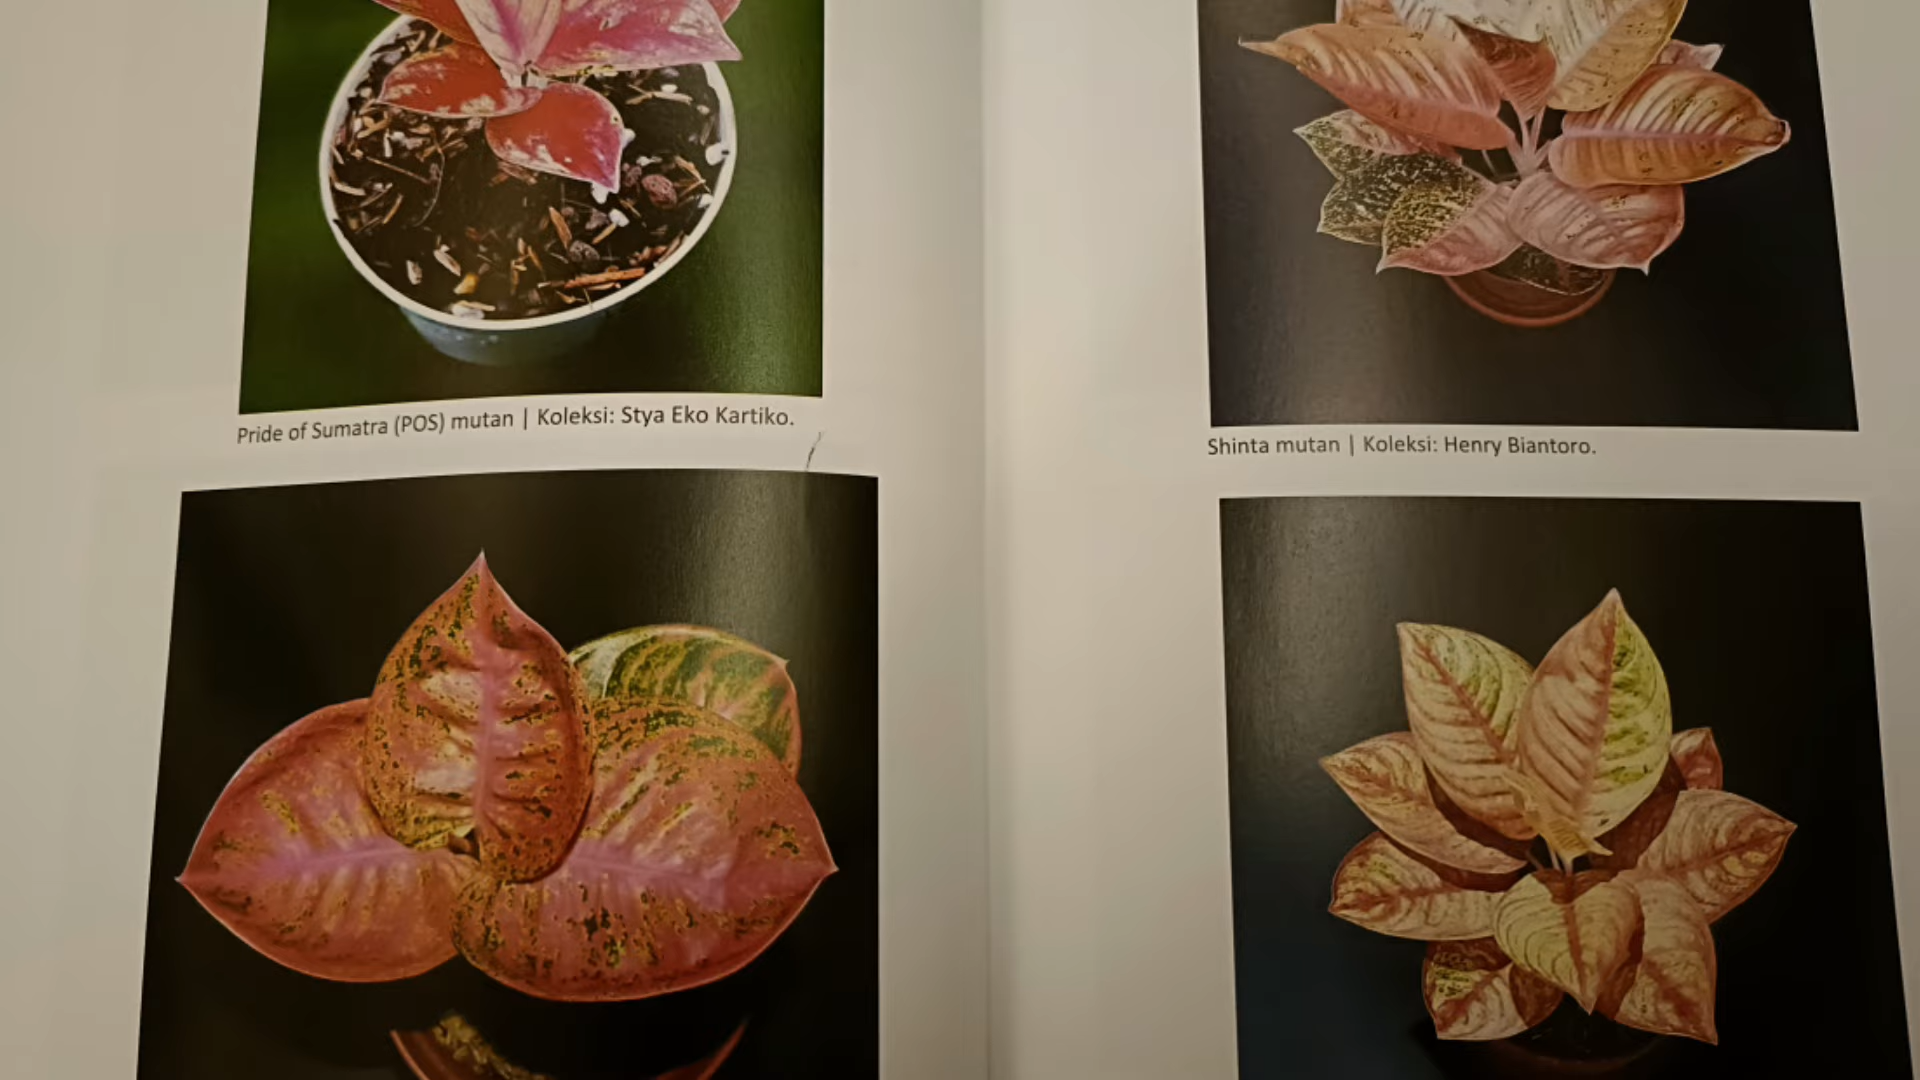 Pride of Sumatra (POS) mutan | Koleksi: Stya Eko Kartiko.
Shinta mutan | Koleksi: Henry Biantoro.